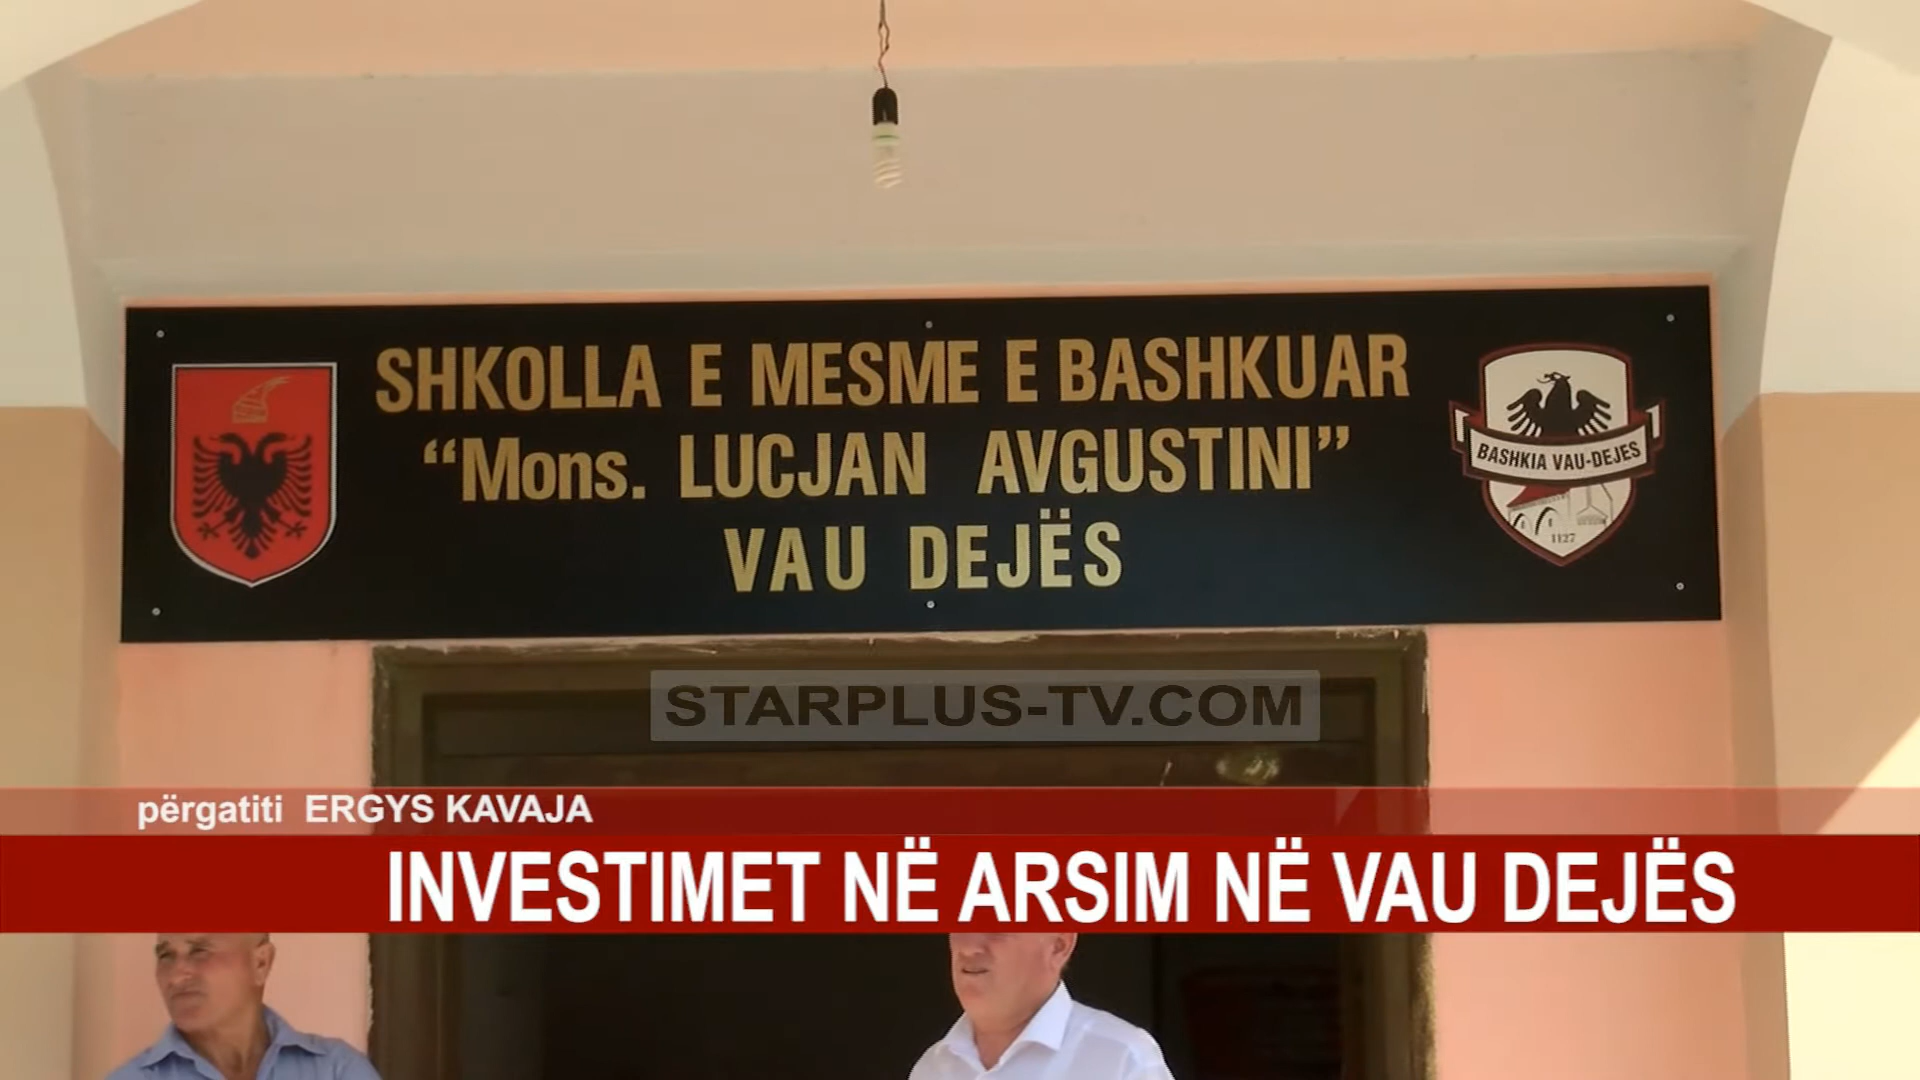 SHKOLLA E MESME E BASHKUAR
“Mons. LUCJAN AVGUSTINI”
VAU DEJËS
BASHKIA VAU-DEJES
1127
STARPLUS-TV.COM
përgatiti ERGYS KAVAJA
INVESTIMET NË ARSIM NË VAU DEJËS